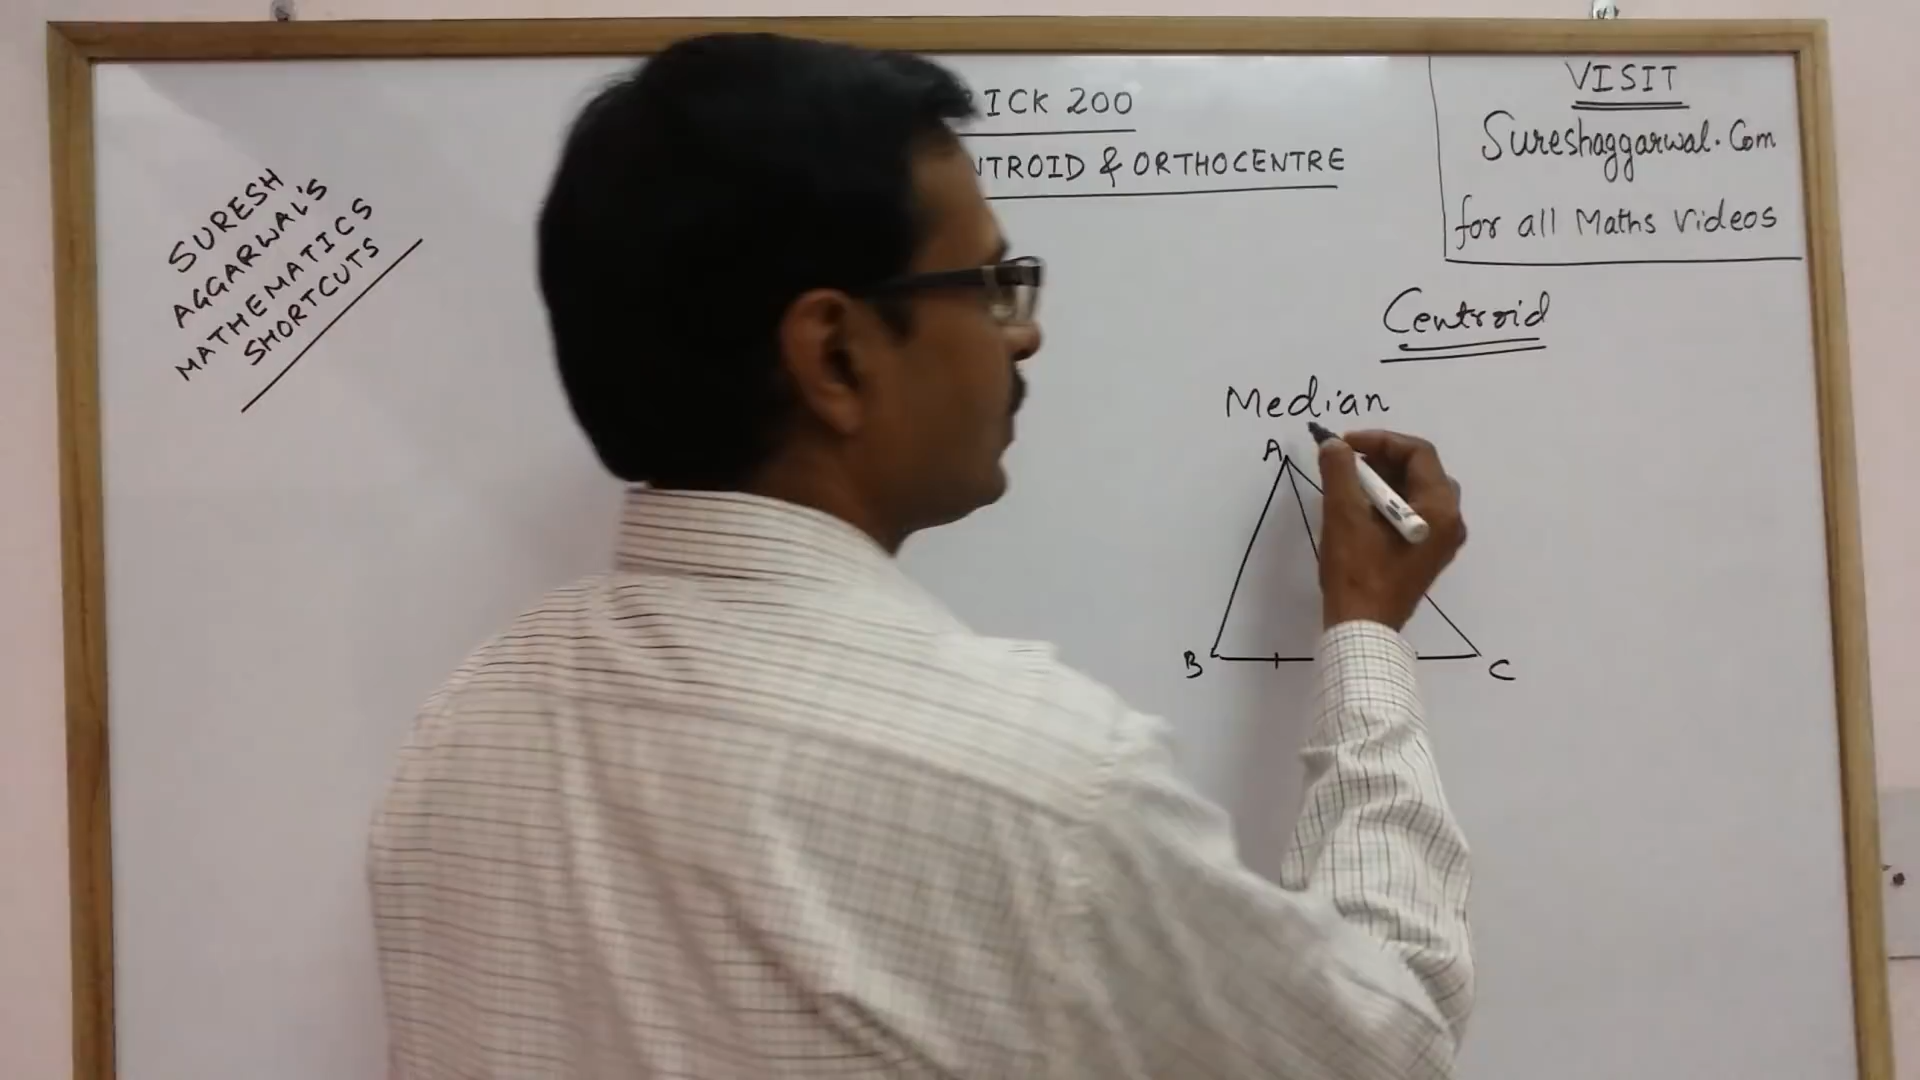 SURESH
AGGARWAL'S
MATHEMATICS
SHORTCUTS
ICK 200
NTROID & ORTHOCENTRE
VISIT
Sureshaggarwal.Com
for all Maths Videos
Centroid
Median
A
B
C